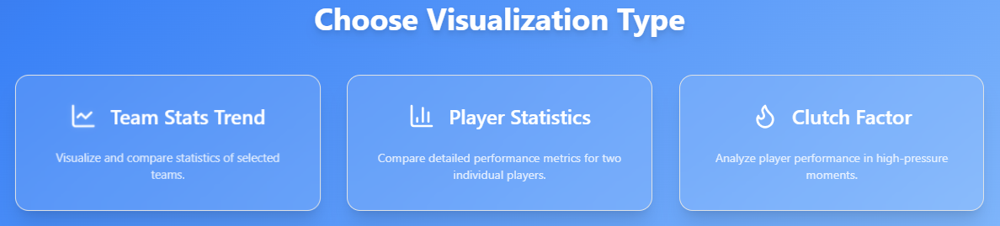 Choose Visualization Type
Team Stats Trend
Visualize and compare statistics of selected
teams.
Player Statistics
Compare detailed performance metrics for two
individual players.
Clutch Factor
Analyze player performance in high-pressure
moments.